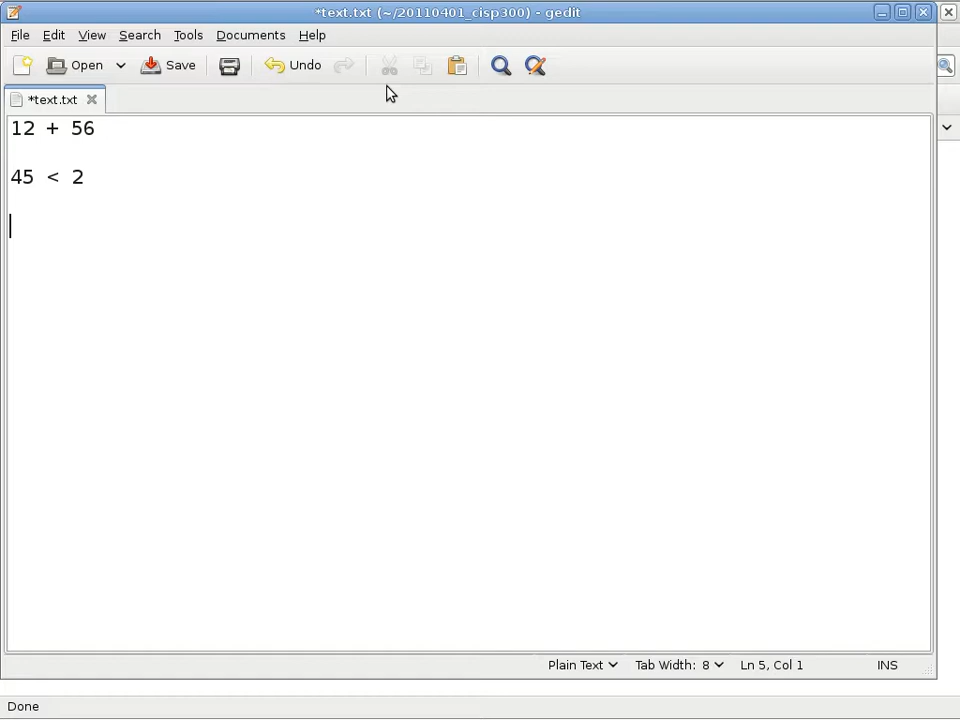 *text.txt (~/20110401_cisp300) - gedit
File Edit View Search Tools Documents Help
Open Save Undo
*text.txt
12 + 56
45 < 2
Plain Text Tab Width: 8 Ln 5, Col 1 INS
Done